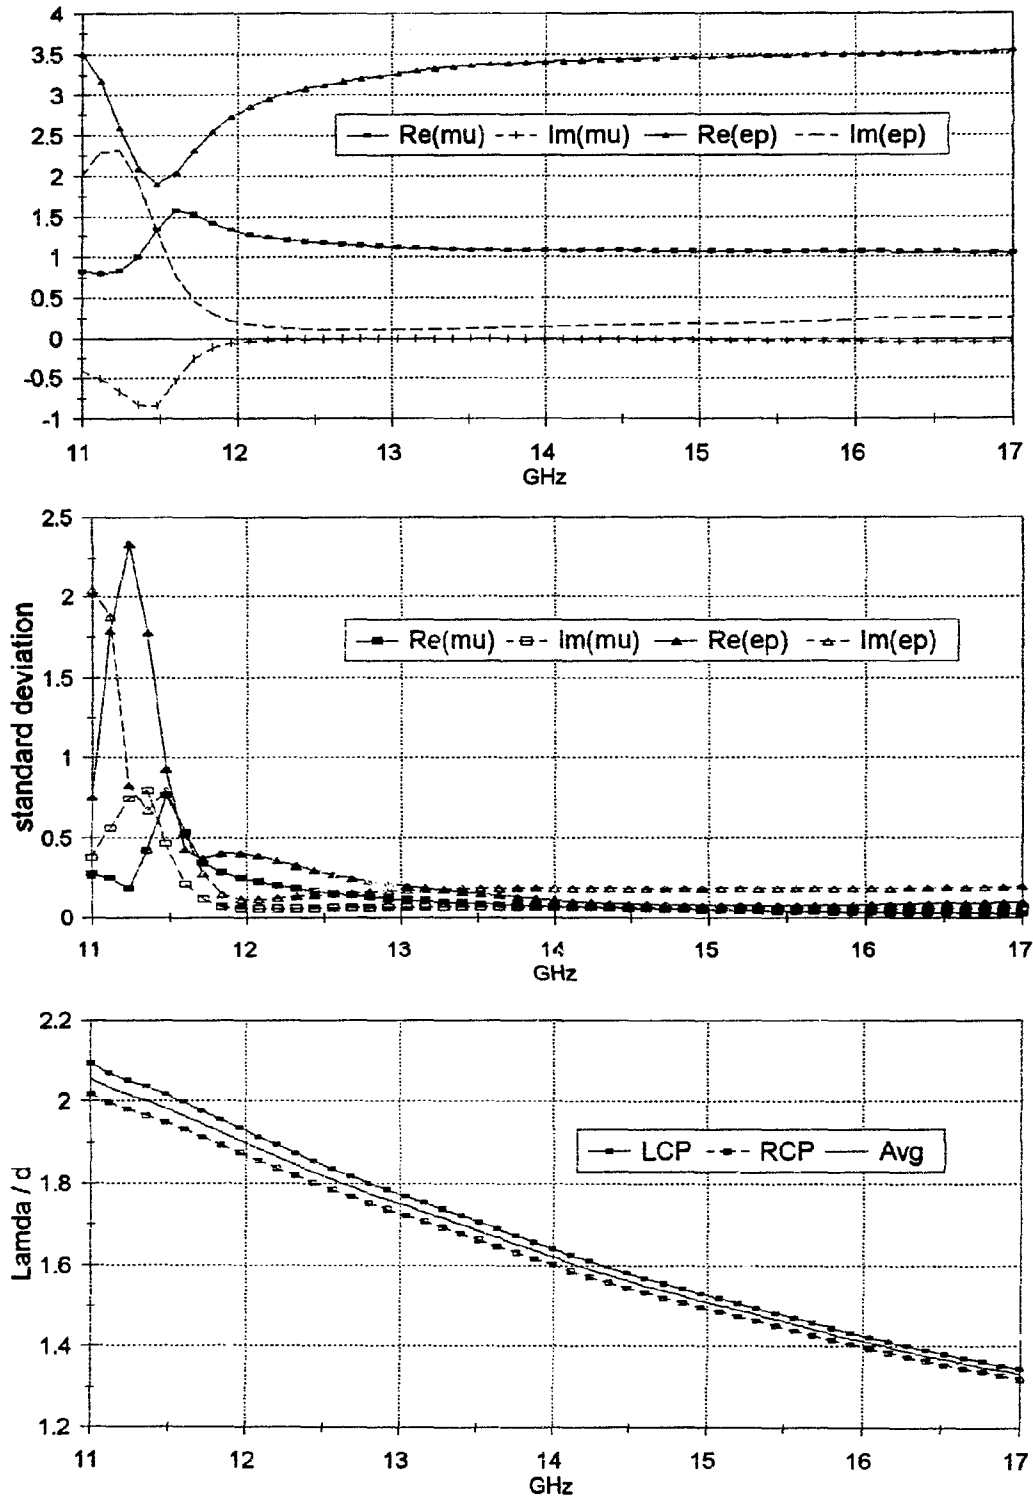 4
3.5
3
2.5
2
1.5
1
0.5
0
-0.5
-1
Re(mu) Im(mu) Re(ep) Im(ep)
11 12 13 14 15 16 17
GHz
standard deviation
2.5
2
1.5
1
0.5
0
Re(mu) Im(mu) Re(ep) Im(ep)
11 12 13 14 15 16 17
GHz
Lamda / d
2.2
2
1.8
1.6
1.4
1.2
LCP RCP Avg
11 12 13 14 15 16 17
GHz